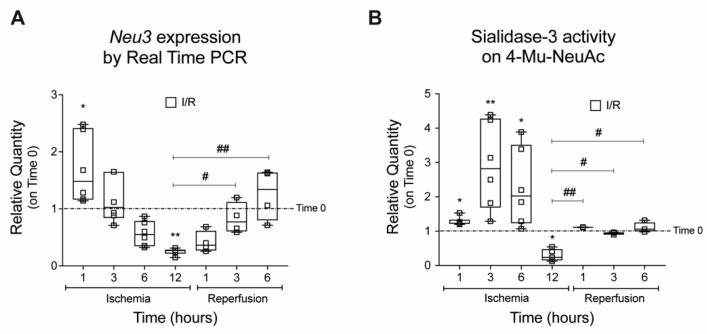 A
Neu3 expression
by Real Time PCR
I/R
Relative Quantity
(on Time 0)
3
2
1
0
*
**
#
##
Time 0
1 3 6 12 1 3 6
Ischemia Reperfusion
Time (hours)
B
Sialidase-3 activity
on 4-Mu-NeuAc
I/R
Relative Quantity
(on Time 0)
5
4
3
2
1
0
*
**
*
*
#
#
##
Time 0
1 3 6 12 1 3 6
Ischemia Reperfusion
Time (hours)